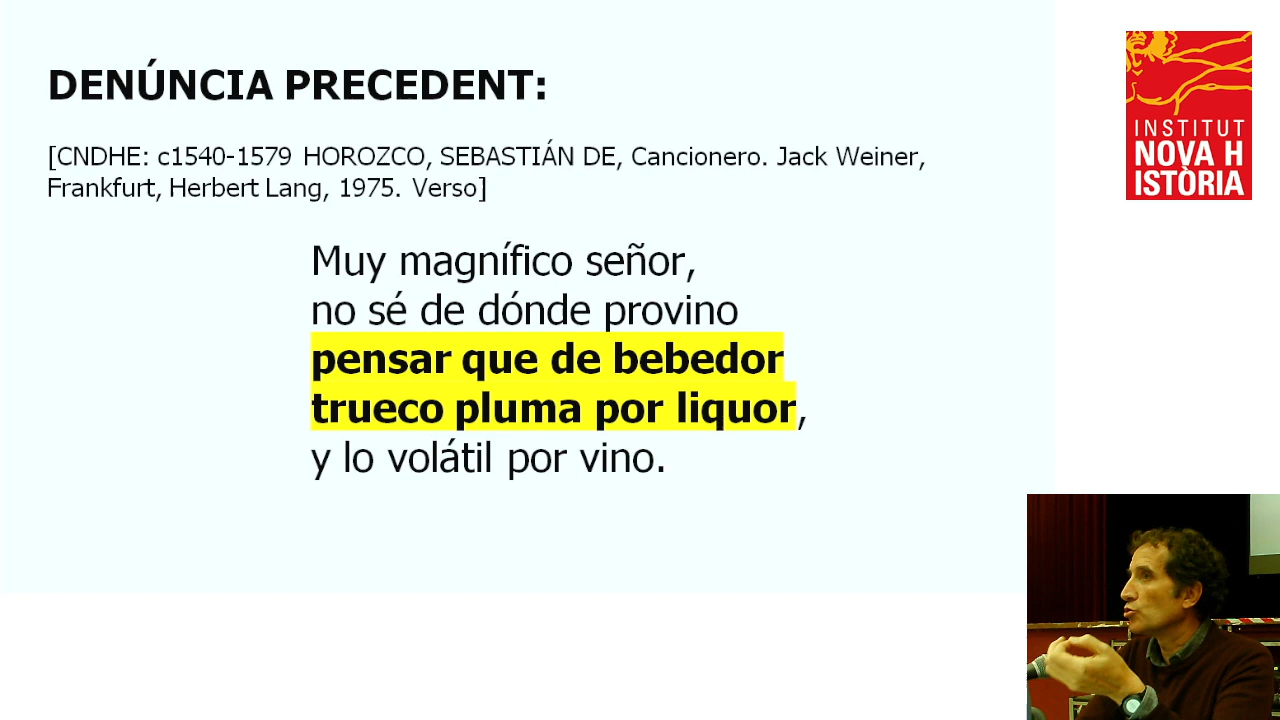 DENÚNCIA PRECEDENT:
[CNDHE: c1540-1579 HOROZCO, SEBASTIÁN DE, Cancionero. Jack Weiner,
Frankfurt, Herbert Lang, 1975. Verso]
Muy magnífico señor,
no sé de dónde provino
pensar que de bebedor
trueco pluma por liquor,
y lo volátil por vino.
INSTITUT
NOVA H
ISTÒRIA